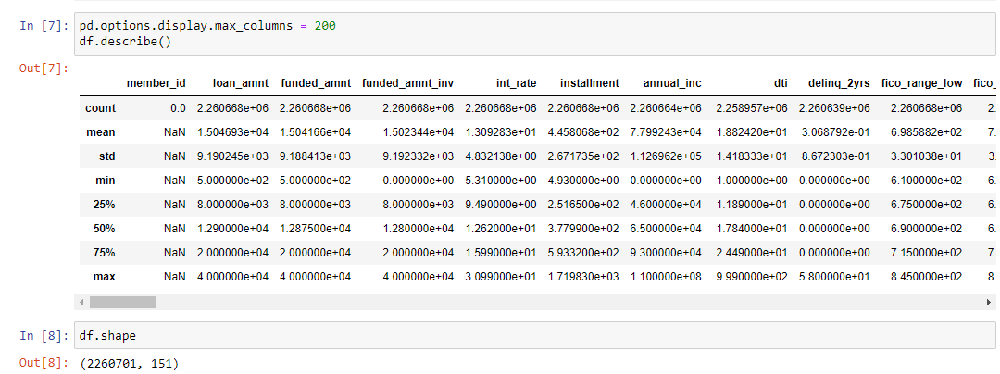 In [7]: pd.options.display.max_columns = 200
df.describe()
Out[7]:
member_id loan_amnt funded_amnt funded_amnt_inv int_rate installment annual_inc dti delinq_2yrs fico_range_low fico_
count 0.0 2.260668e+06 2.260668e+06 2.260668e+06 2.260668e+06 2.260668e+06 2.260664e+06 2.258957e+06 2.260639e+06 2.260668e+06 2.
mean NaN 1.504693e+04 1.504166e+04 1.502344e+04 1.309283e+01 4.458068e+02 7.799243e+04 1.882420e+01 3.068792e-01 6.985882e+02 7.
std NaN 9.190245e+03 9.188413e+03 9.192332e+03 4.832138e+00 2.671735e+02 1.126962e+05 1.418333e+01 8.672303e-01 3.301038e+01 3.
min NaN 5.000000e+02 5.000000e+02 0.000000e+00 5.310000e+00 4.930000e+00 0.000000e+00 -1.000000e+00 0.000000e+00 6.100000e+02 6.
25% NaN 8.000000e+03 8.000000e+03 8.000000e+03 9.490000e+00 2.516500e+02 4.600000e+04 1.189000e+01 0.000000e+00 6.750000e+02 6.
50% NaN 1.290000e+04 1.287500e+04 1.280000e+04 1.262000e+01 3.779900e+02 6.500000e+04 1.784000e+01 0.000000e+00 6.900000e+02 6.
75% NaN 2.000000e+04 2.000000e+04 2.000000e+04 1.599000e+01 5.933200e+02 9.300000e+04 2.449000e+01 0.000000e+00 7.150000e+02 7.
max NaN 4.000000e+04 4.000000e+04 4.000000e+04 3.099000e+01 1.719830e+03 1.100000e+08 9.990000e+02 5.800000e+01 8.450000e+02 8.
In [8]: df.shape
Out[8]: (2260701, 151)